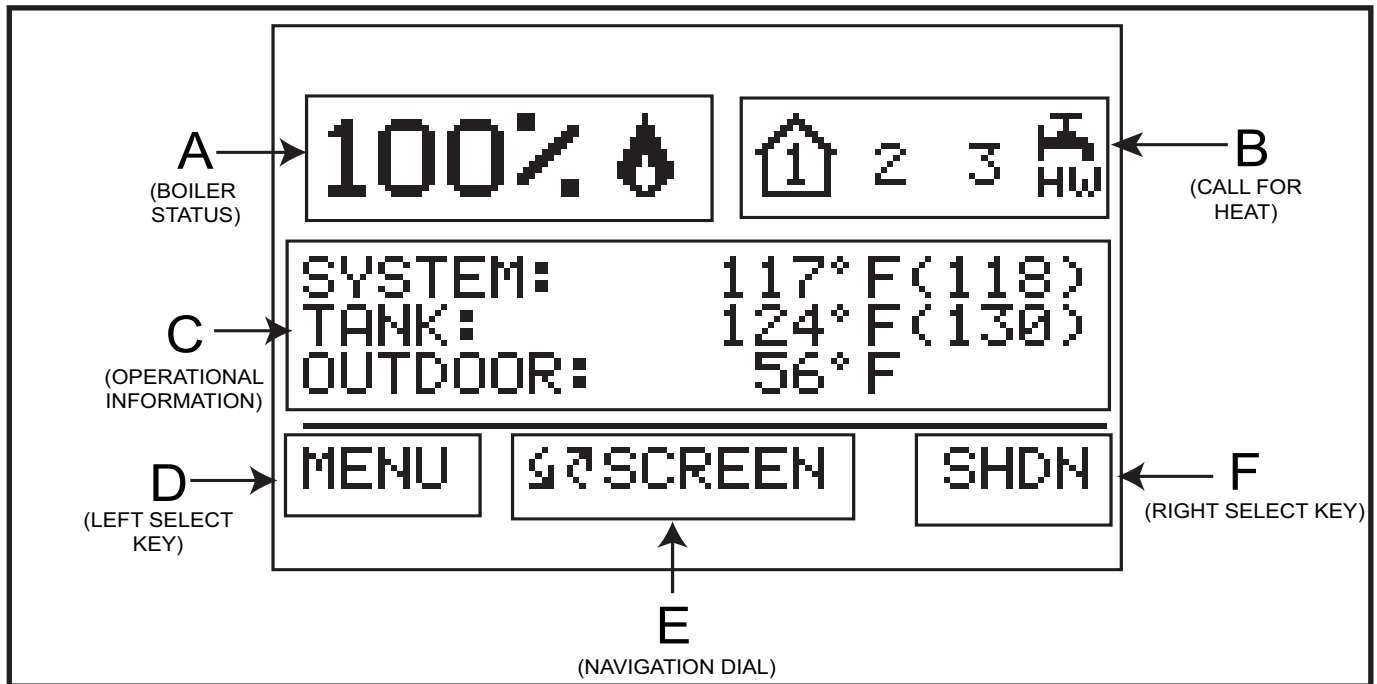 100%
1 2 3 HW
A
(BOILER
STATUS)
B
(CALL FOR
HEAT)
SYSTEM: 117°F(118)
TANK: 124°F(130)
OUTDOOR: 56°F
C
(OPERATIONAL
INFORMATION)
MENU SCREEN SHDN
D
(LEFT SELECT
KEY)
F
(RIGHT SELECT KEY)
E
(NAVIGATION DIAL)